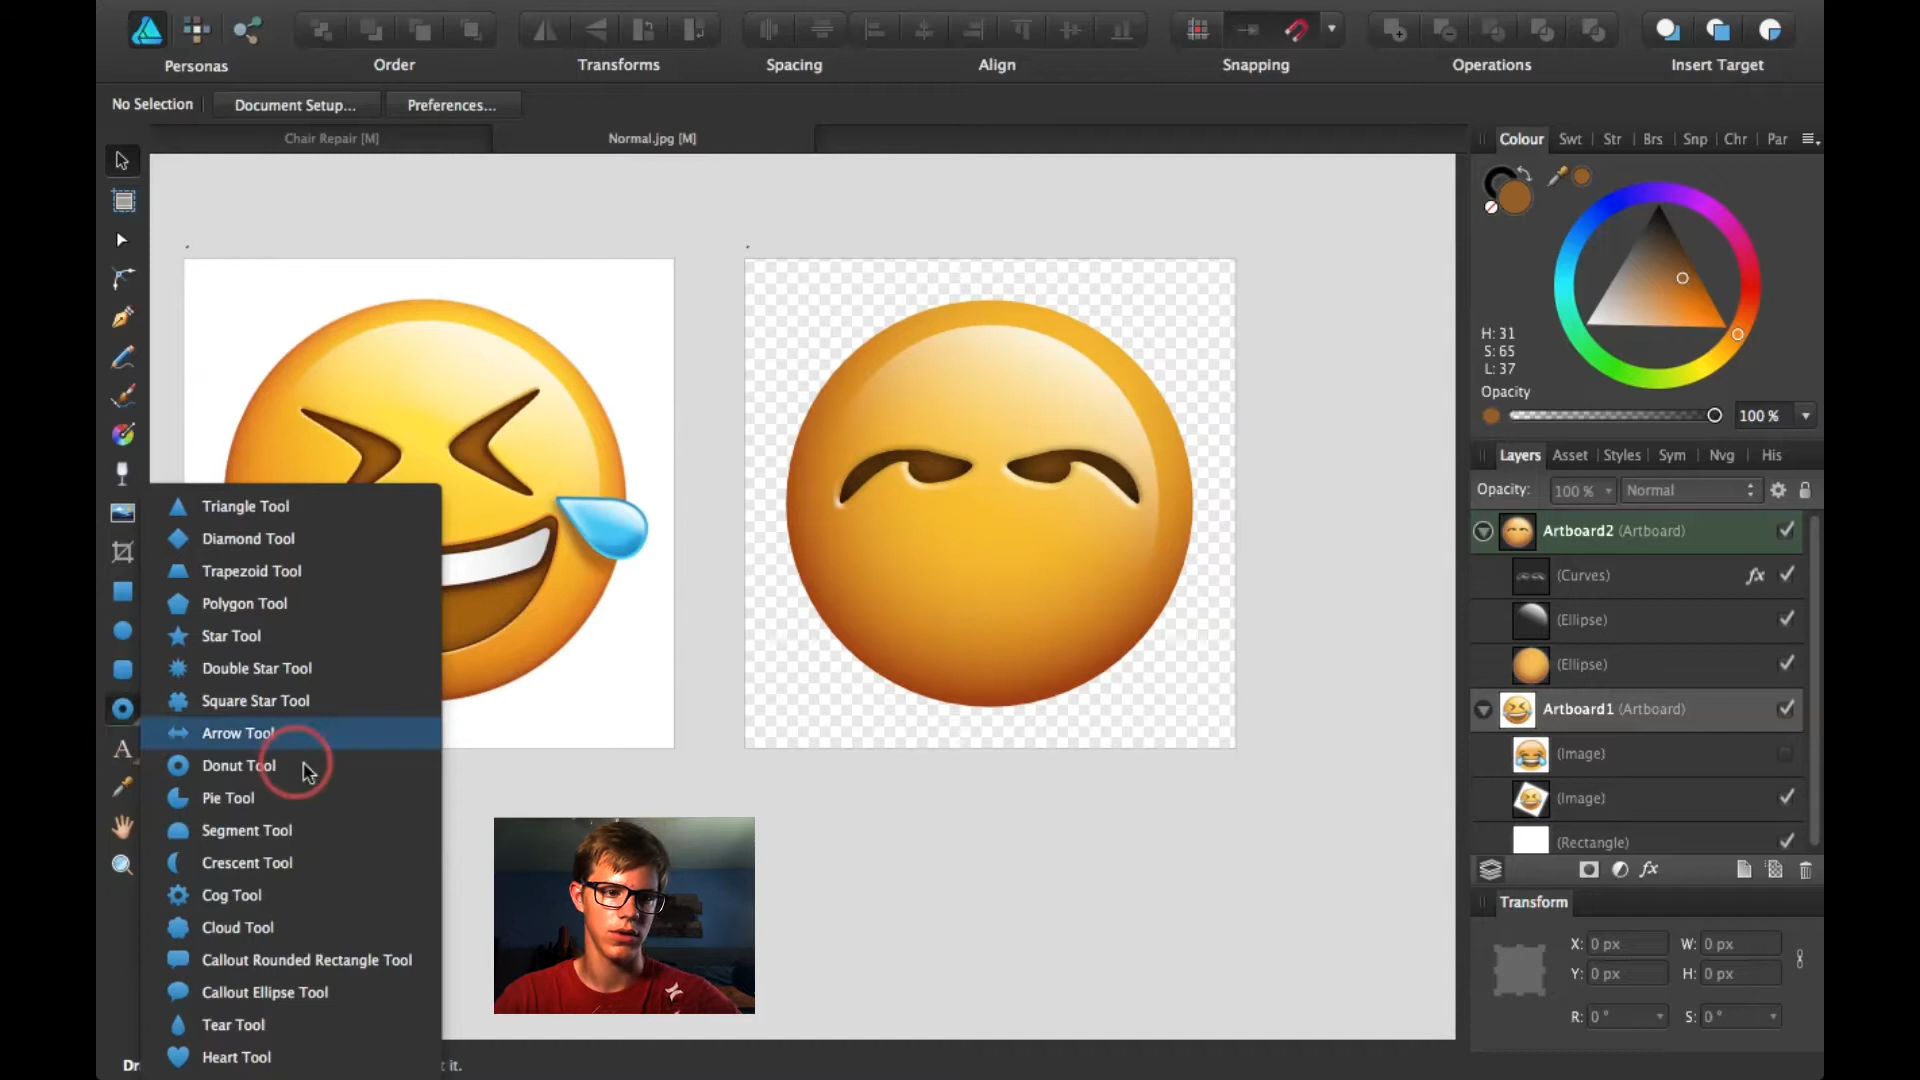 Personas
Order
Transforms
Spacing
Align
Snapping
Operations
Insert Target
No Selection
Document Setup...
Preferences...
Chair Repair [M]
Normal.jpg [M]
Colour
Swt
Str
Brs
Snp
Chr
Par
H: 31
S: 65
L: 37
Opacity
100 %
Layers
Asset
Styles
Sym
Nvg
His
Opacity:
100 %
Normal
Artboard2 (Artboard)
(Curves)
fx
(Ellipse)
(Ellipse)
Artboard1 (Artboard)
(Image)
(Image)
(Rectangle)
fx
Transform
X: 0 px
W: 0 px
Y: 0 px
H: 0 px
R: 0 °
S: 0 °
Triangle Tool
Diamond Tool
Trapezoid Tool
Polygon Tool
Star Tool
Double Star Tool
Square Star Tool
Arrow Tool
Donut Tool
Pie Tool
Segment Tool
Crescent Tool
Cog Tool
Cloud Tool
Callout Rounded Rectangle Tool
Callout Ellipse Tool
Tear Tool
Heart Tool
A
Dr
it.